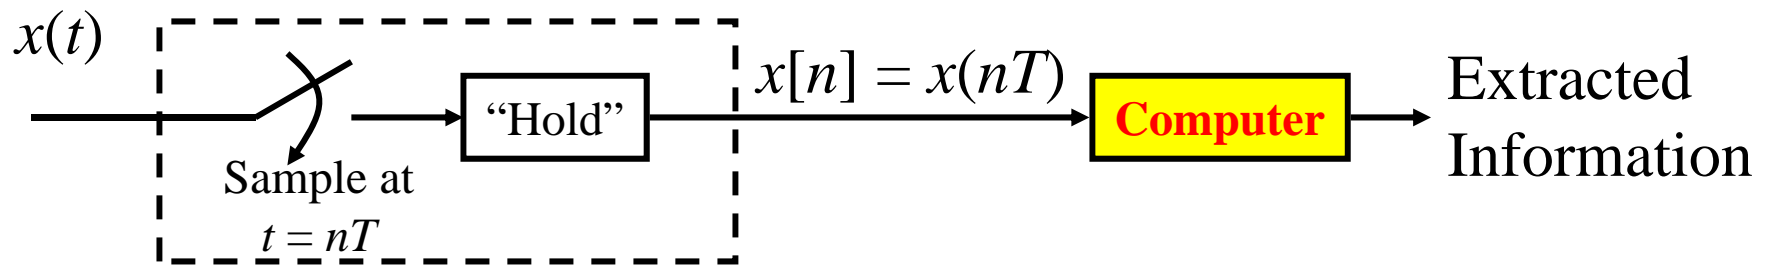 x(t)
Sample at
t = nT
“Hold”
x[n] = x(nT)
Computer
Extracted
Information